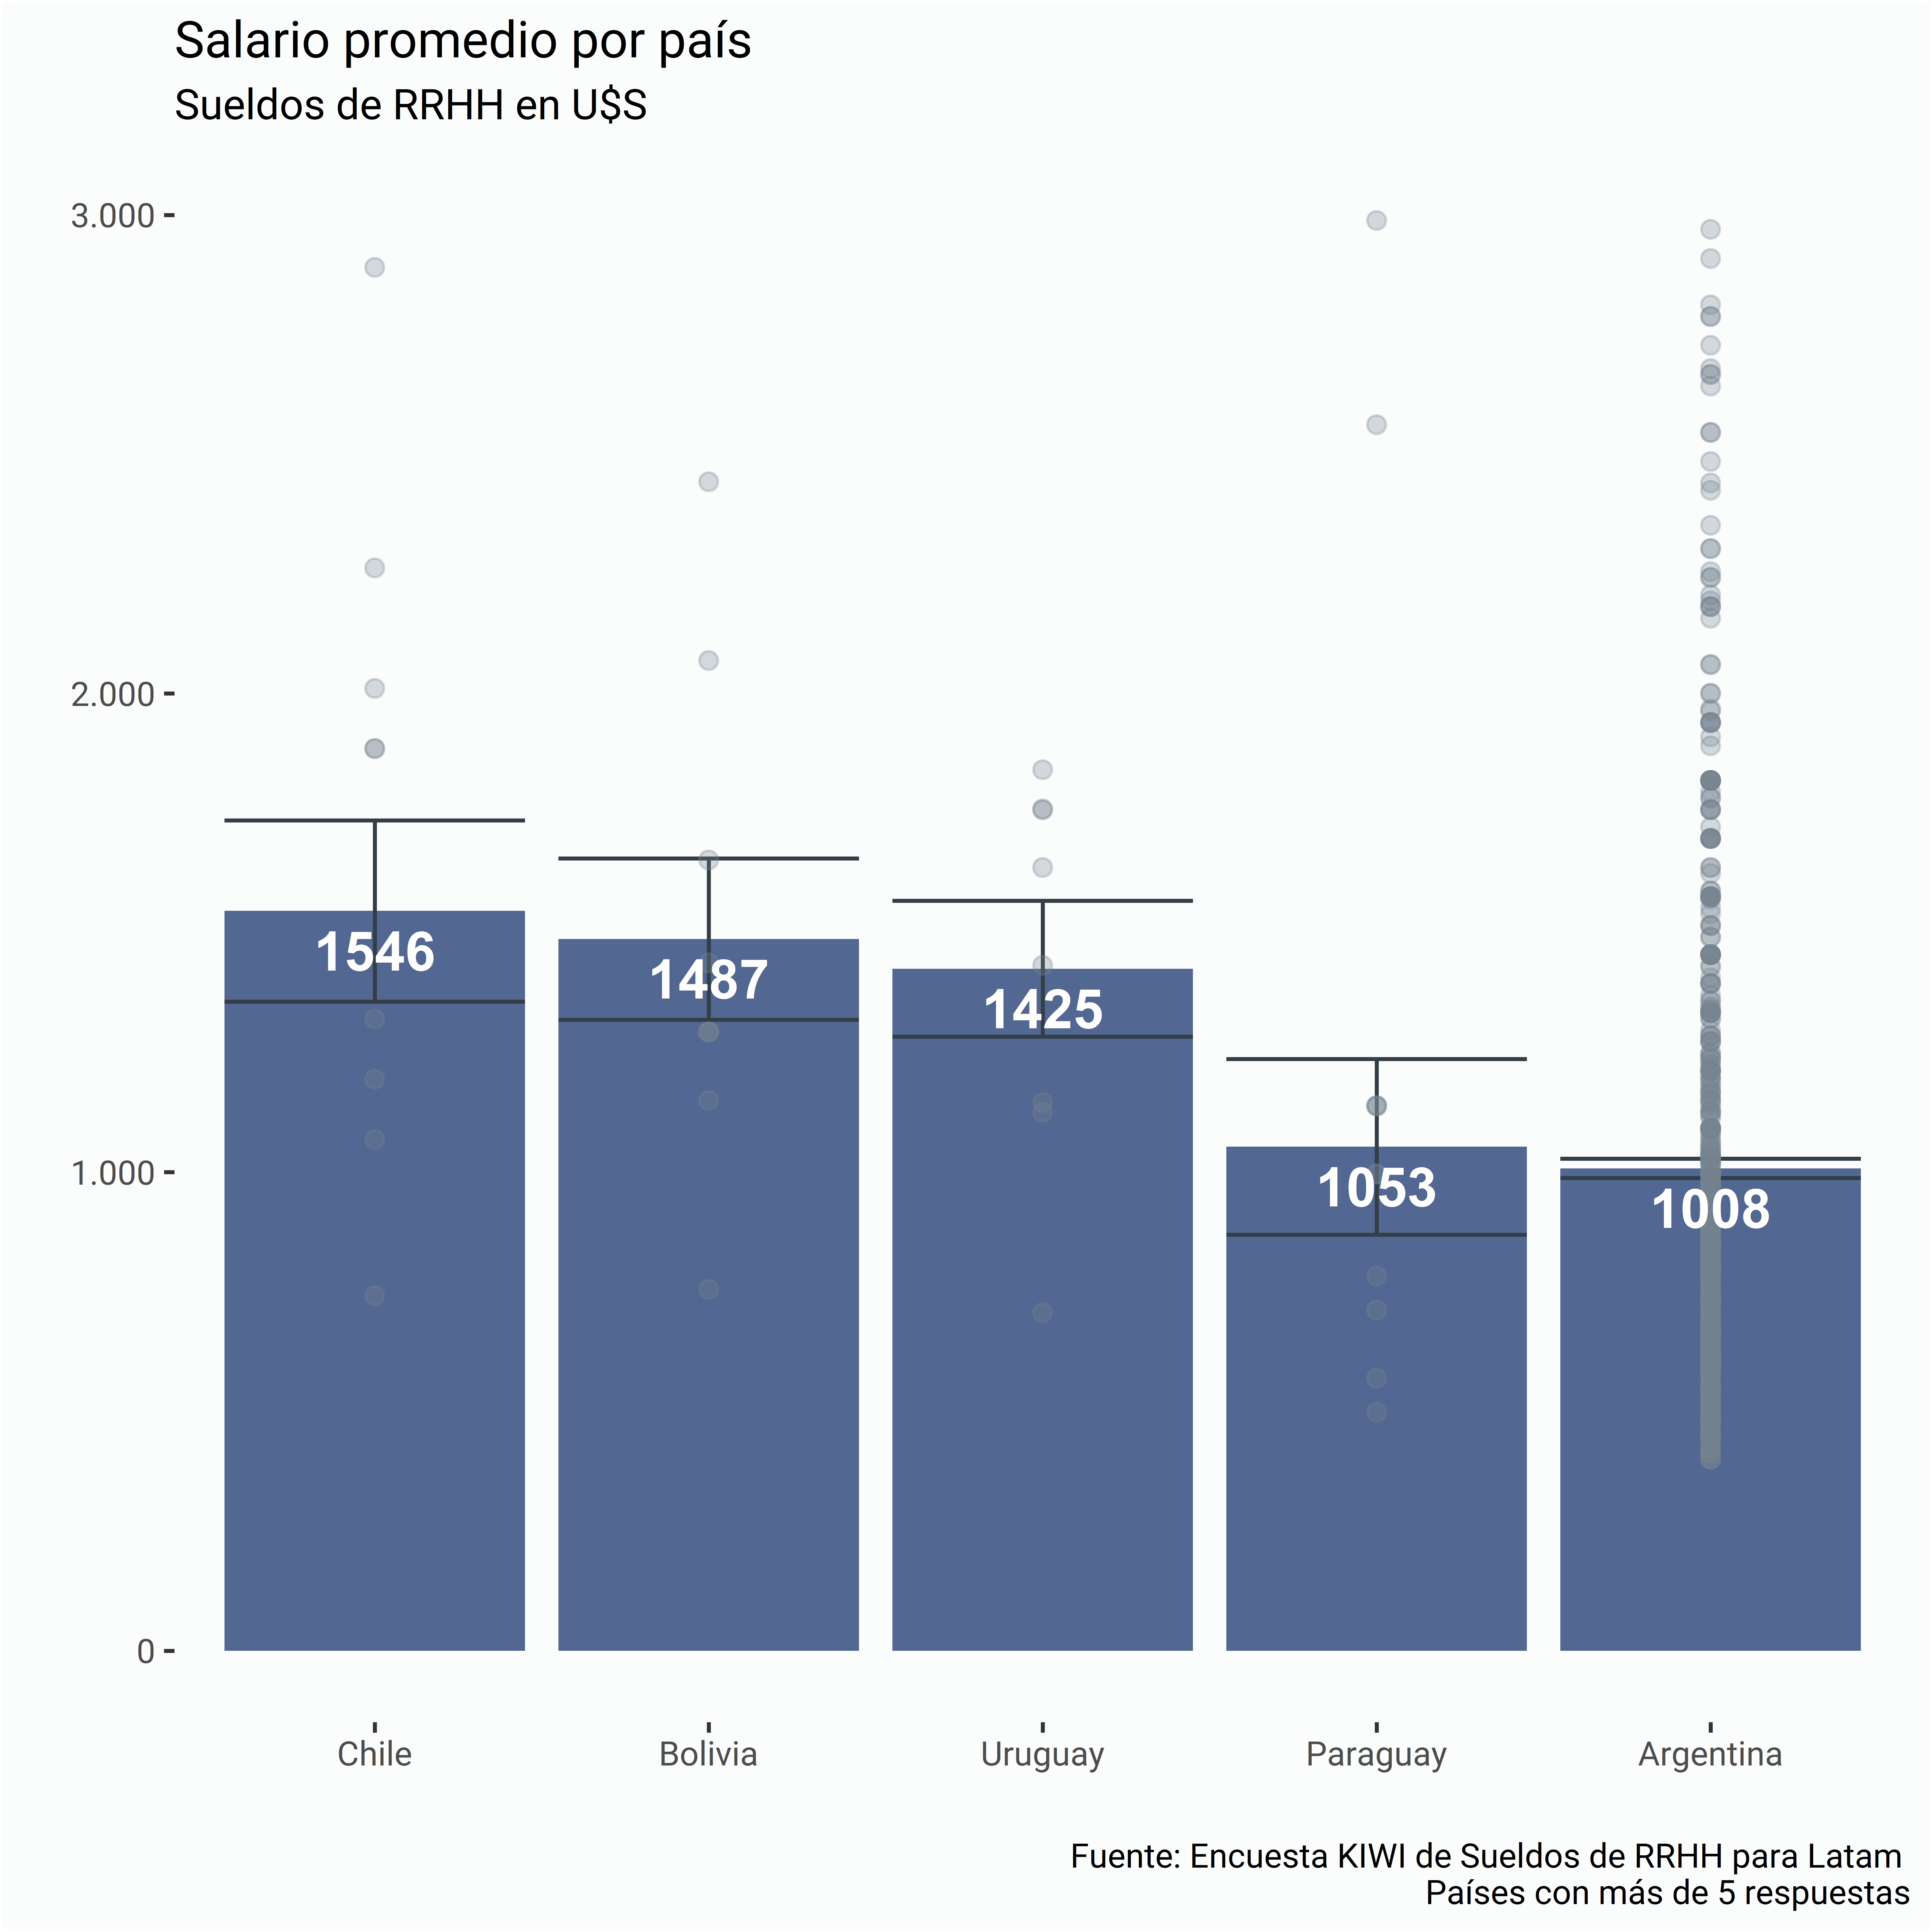 Salario promedio por país
Sueldos de RRHH en U$S
3.000
2.000
1.000
0
1546
1487
1425
1053
1008
Chile
Bolivia
Uruguay
Paraguay
Argentina
Fuente: Encuesta KIWI de Sueldos de RRHH para Latam
Países con más de 5 respuestas